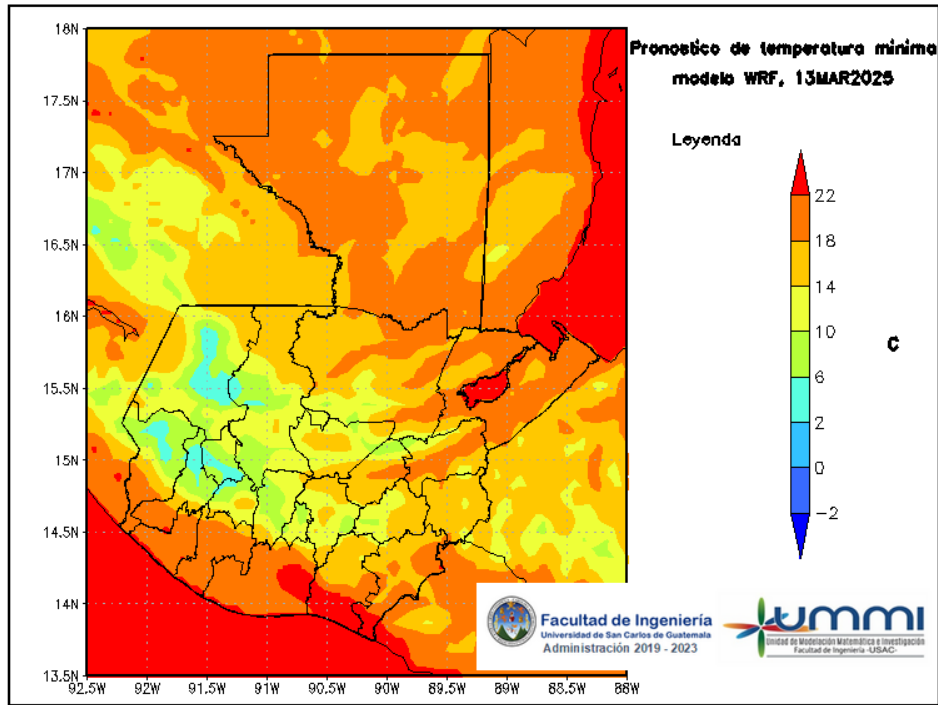 Pronostico de temperatura minima
modelo WRF, 13MAR2025
Leyenda
22
18
14
10
6
2
0
-2
C
18N
17.5N
17N
16.5N
16N
15.5N
15N
14.5N
14N
13.5N
92.5W
92W
91.5W
91W
90.5W
90W
89.5W
89W
88.5W
88W
Facultad de Ingeniería
Universidad de San Carlos de Guatemala
Administración 2019 - 2023
ummi
Unidad de Modelación Matemática e Investigación
Facultad de Ingeniería -USAC-